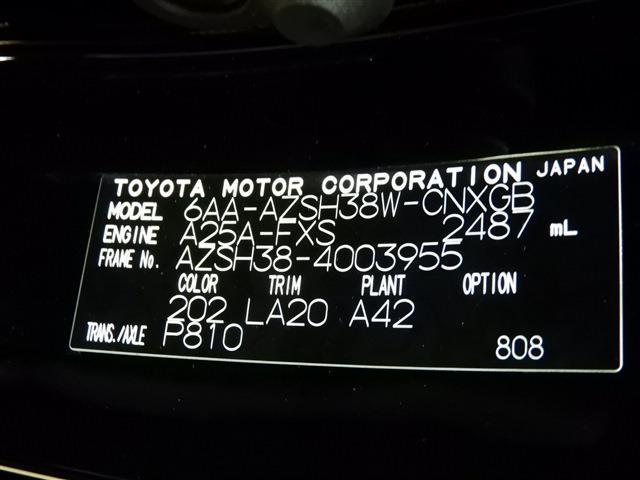 TOYOTA MOTOR CORPORATION JAPAN
MODEL 6AA-AZSH38W-CNXGB
ENGINE A25A-FXS 2487 mL
FRAME No. AZSH38-4003955
COLOR TRIM PLANT OPTION
202 LA20 A42
TRANS./AXLE P810 808